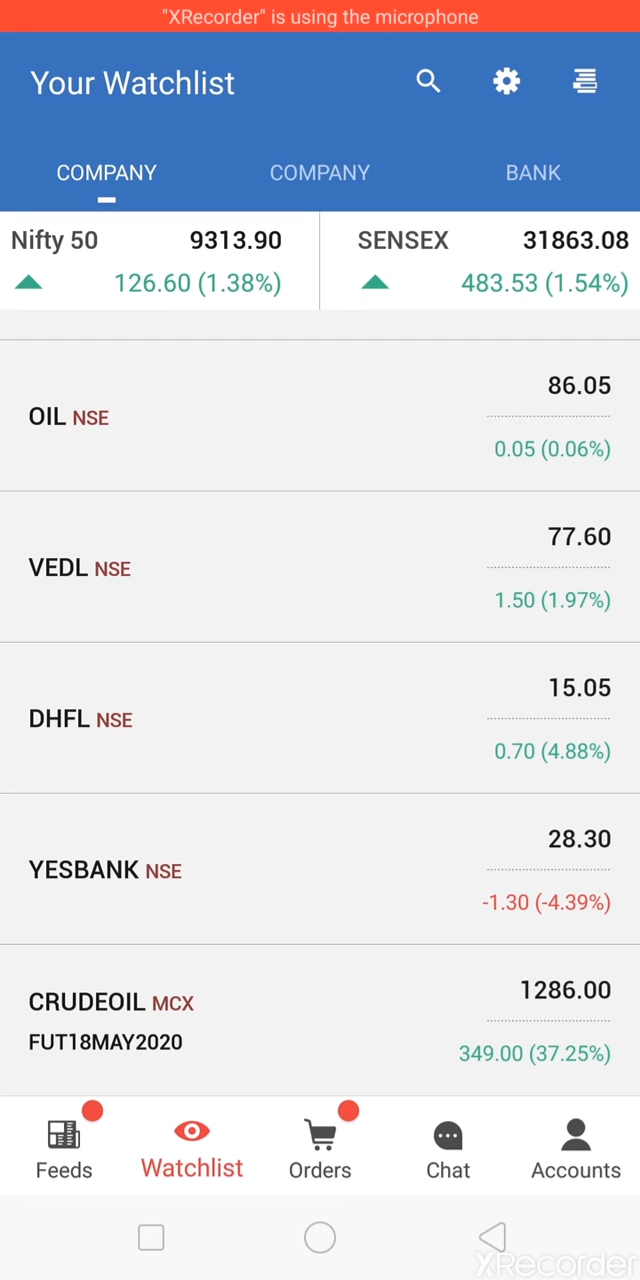 "XRecorder" is using the microphone
Your Watchlist
COMPANY COMPANY BANK
Nifty 50 9313.90 SENSEX 31863.08
126.60 (1.38%) 483.53 (1.54%)
86.05
OIL NSE
0.05 (0.06%)
77.60
VEDL NSE
1.50 (1.97%)
15.05
DHFL NSE
0.70 (4.88%)
28.30
YESBANK NSE
-1.30 (-4.39%)
1286.00
CRUDEOIL MCX
FUT18MAY2020
349.00 (37.25%)
Feeds Watchlist Orders Chat Accounts
XRecorder